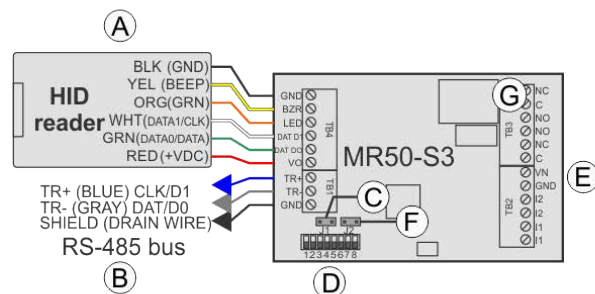 A
BLK (GND)
YEL (BEEP)
ORG(GRN)
WHT(DATA1/CLK)
GRN(DATA0/DATA)
RED(+VDC)
HID
reader
GND
BZR
LED
DAT D1
DAT D0
VO
TB4
TR+
TR-
GND
TB1
MR50-S3
G
NC
C
NO
NO
NC
C
TB3
VN
GND
I2
I2
I1
I1
TB2
E
TR+ (BLUE) CLK/D1
TR- (GRAY) DAT/D0
SHIELD (DRAIN WIRE)
RS-485 bus
B
C
F
J1
J2
12345678
D